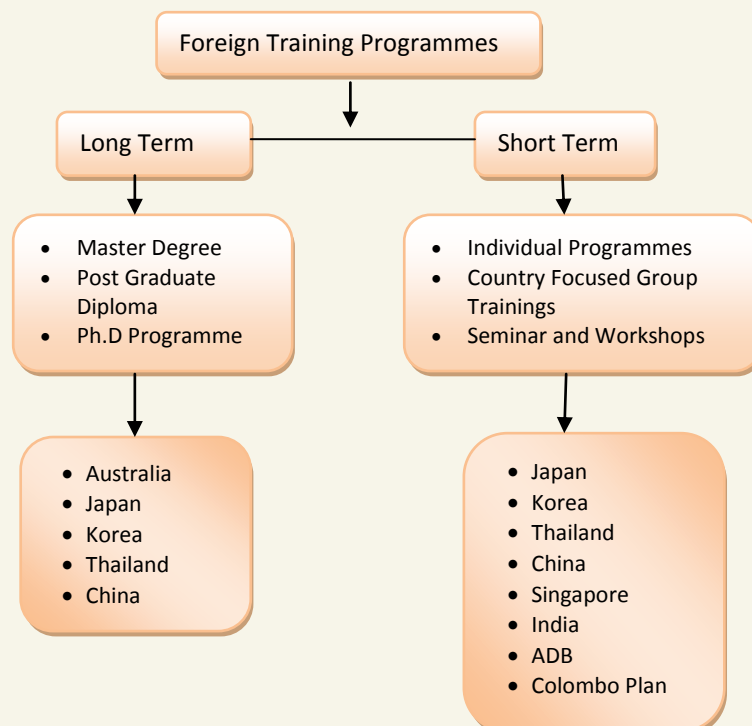 Foreign Training Programmes
Long Term
Short Term
• Master Degree
• Post Graduate
Diploma
• Ph.D Programme
• Individual Programmes
• Country Focused Group
Trainings
• Seminar and Workshops
• Australia
• Japan
• Korea
• Thailand
• China
• Japan
• Korea
• Thailand
• China
• Singapore
• India
• ADB
• Colombo Plan